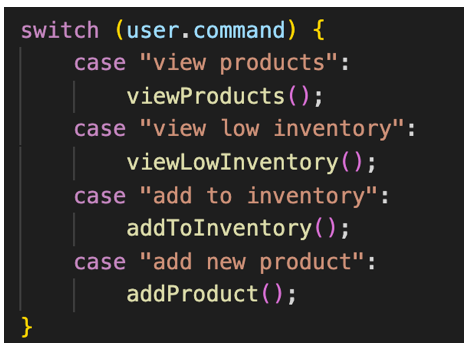 switch (user.command) {
    case "view products":
        viewProducts();
    case "view low inventory":
        viewLowInventory();
    case "add to inventory":
        addToInventory();
    case "add new product":
        addProduct();
}